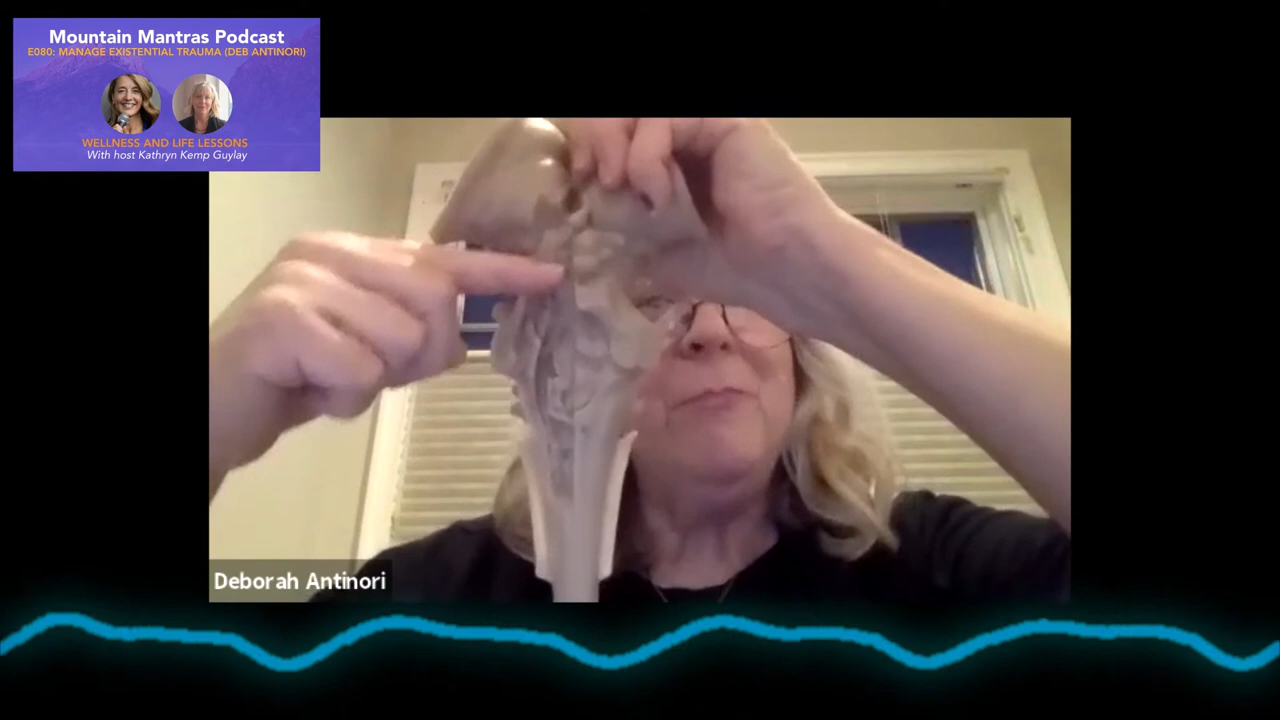 Mountain Mantras Podcast
E080: MANAGE EXISTENTIAL TRAUMA (DEB ANTINORI)
WELLNESS AND LIFE LESSONS
With host Kathryn Kemp Guylay
Deborah Antinori